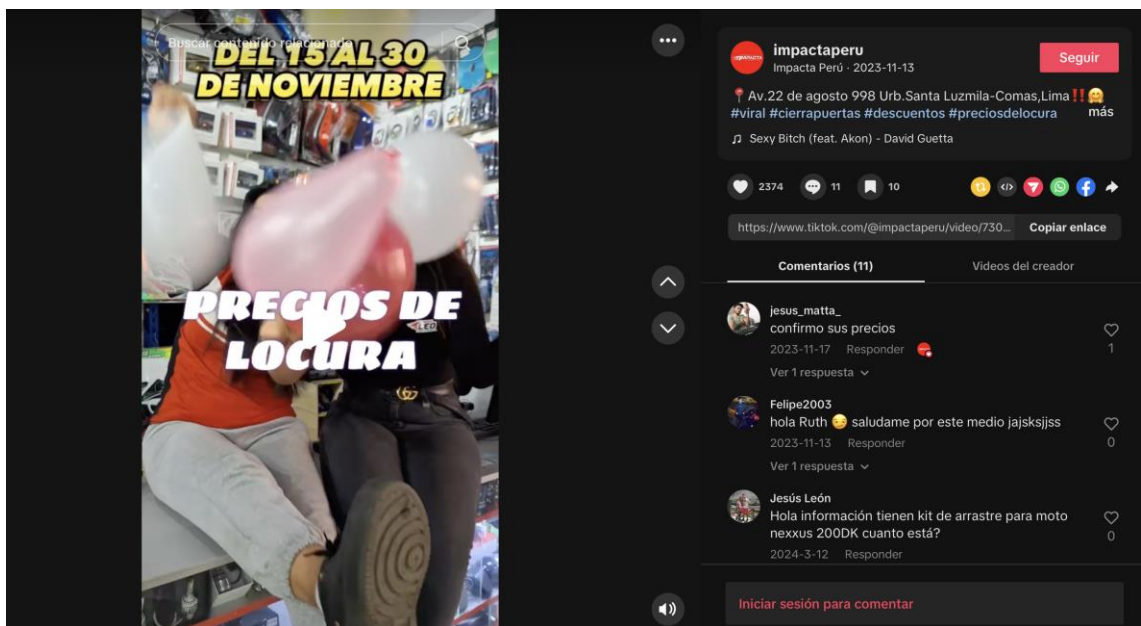 Buscar contenido relacionado
DEL 15 AL 30
DE NOVIEMBRE
PRECIOS DE
LOCURA
impactaperu
Impacta Perú · 2023-11-13
Seguir
📍 Av.22 de agosto 998 Urb.Santa Luzmila-Comas,Lima‼️🤗
#viral #cierrapuertas #descuentos #preciosdelocura
más
♫ Sexy Bitch (feat. Akon) - David Guetta
2374
11
10
https://www.tiktok.com/@impactaperu/video/730...
Copiar enlace
Comentarios (11)
Videos del creador
jesus_matta_
confirmo sus precios
2023-11-17 Responder
1
Ver 1 respuesta
Felipe2003
hola Ruth 😏 saludame por este medio jajsksjjss
2023-11-13 Responder
0
Ver 1 respuesta
Jesús León
Hola información tienen kit de arrastre para moto
nexxus 200DK cuanto está?
2024-3-12 Responder
0
Iniciar sesión para comentar